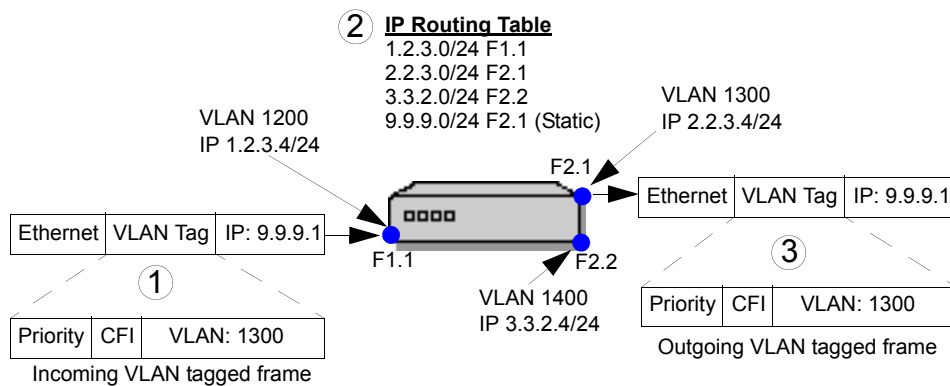 2 IP Routing Table
1.2.3.0/24 F1.1
2.2.3.0/24 F2.1
3.3.2.0/24 F2.2
9.9.9.0/24 F2.1 (Static)
VLAN 1200
IP 1.2.3.4/24
VLAN 1300
IP 2.2.3.4/24
F2.1
Ethernet VLAN Tag IP: 9.9.9.1
Ethernet VLAN Tag IP: 9.9.9.1
F1.1
F2.2
1
3
VLAN 1400
IP 3.3.2.4/24
Priority CFI VLAN: 1300
Incoming VLAN tagged frame
Priority CFI VLAN: 1300
Outgoing VLAN tagged frame